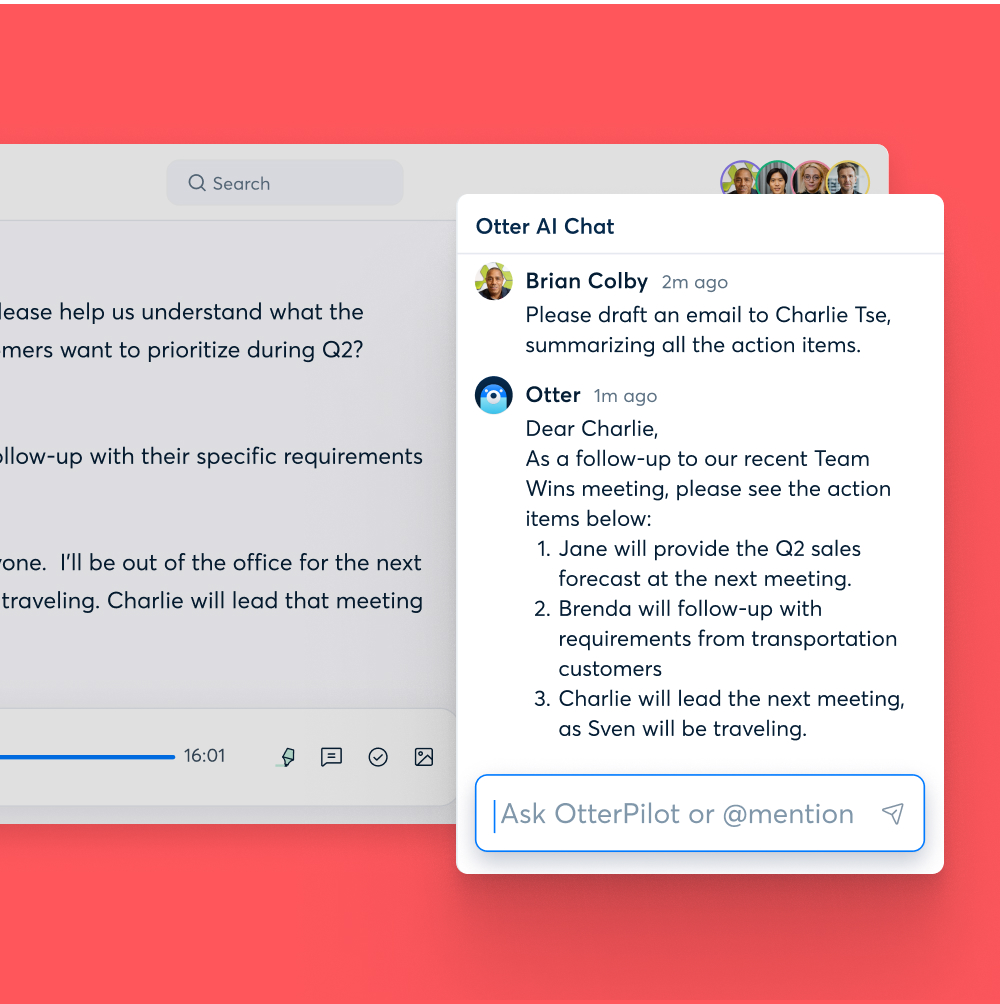 Search
lease help us understand what the
mers want to prioritize during Q2?
ollow-up with their specific requirements
one. I'll be out of the office for the next
traveling. Charlie will lead that meeting
16:01
Otter AI Chat
Brian Colby 2m ago
Please draft an email to Charlie Tse,
summarizing all the action items.
Otter 1m ago
Dear Charlie,
As a follow-up to our recent Team
Wins meeting, please see the action
items below:
1. Jane will provide the Q2 sales
forecast at the next meeting.
2. Brenda will follow-up with
requirements from transportation
customers
3. Charlie will lead the next meeting,
as Sven will be traveling.
Ask OtterPilot or @mention